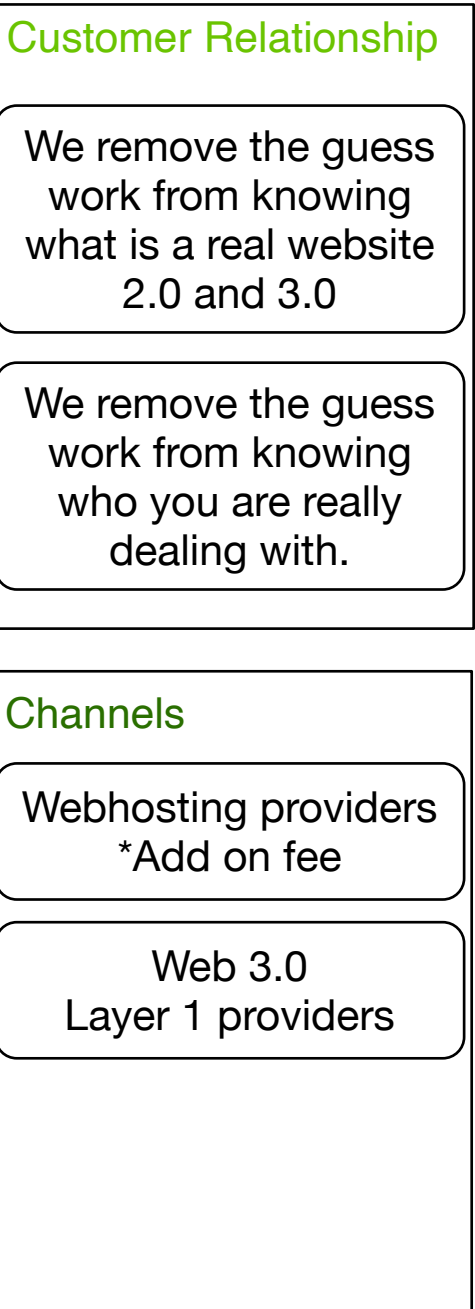 Customer Relationship
We remove the guess
work from knowing
what is a real website
2.0 and 3.0
We remove the guess
work from knowing
who you are really
dealing with.
Channels
Webhosting providers
*Add on fee
Web 3.0
Layer 1 providers